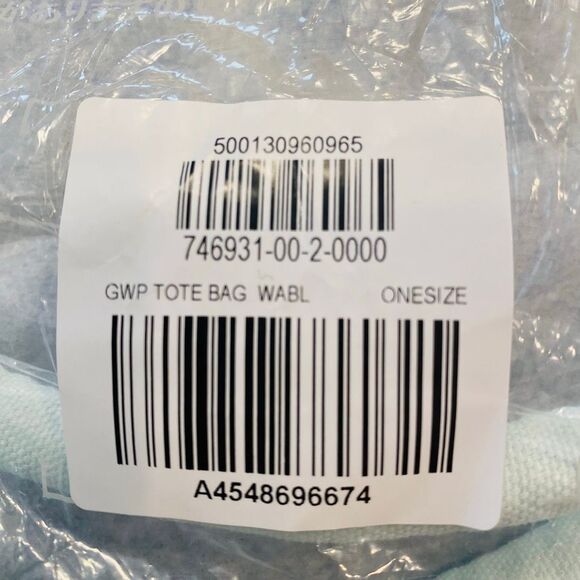 500130960965
746931-00-2-0000
GWP TOTE BAG WABL ONESIZE
A4548696674